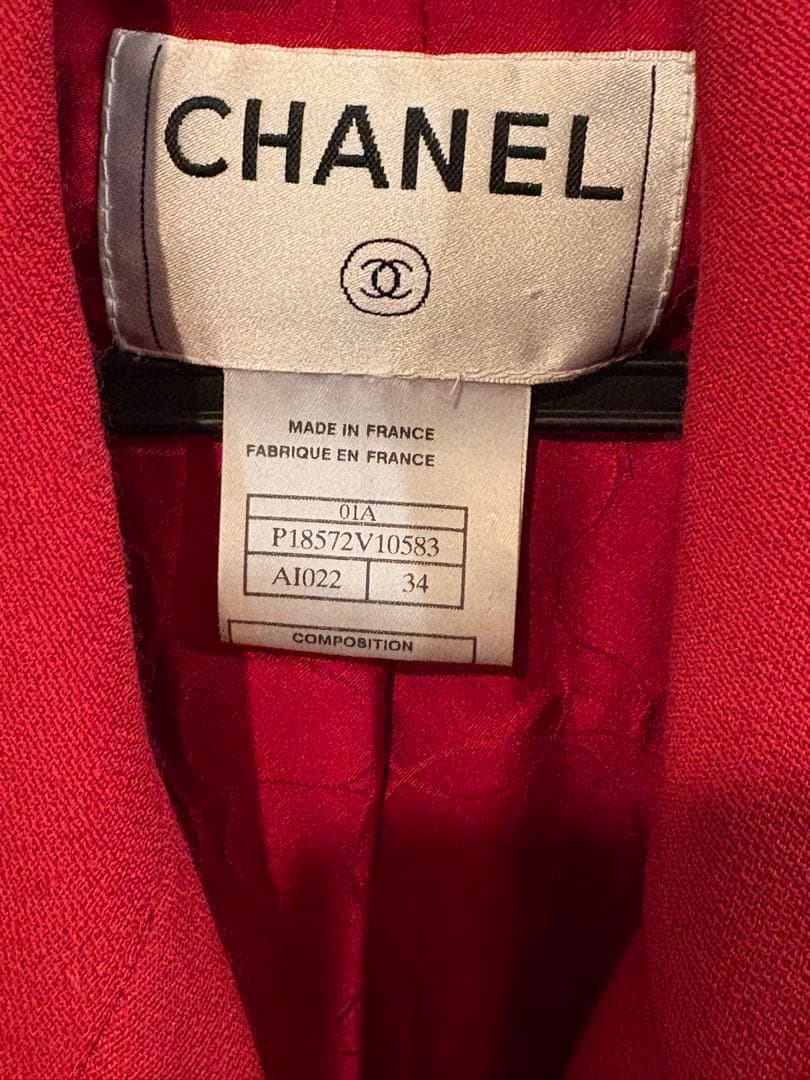 CHANEL
MADE IN FRANCE
FABRIQUE EN FRANCE
01A
P18572V10583
AI022 34
COMPOSITION